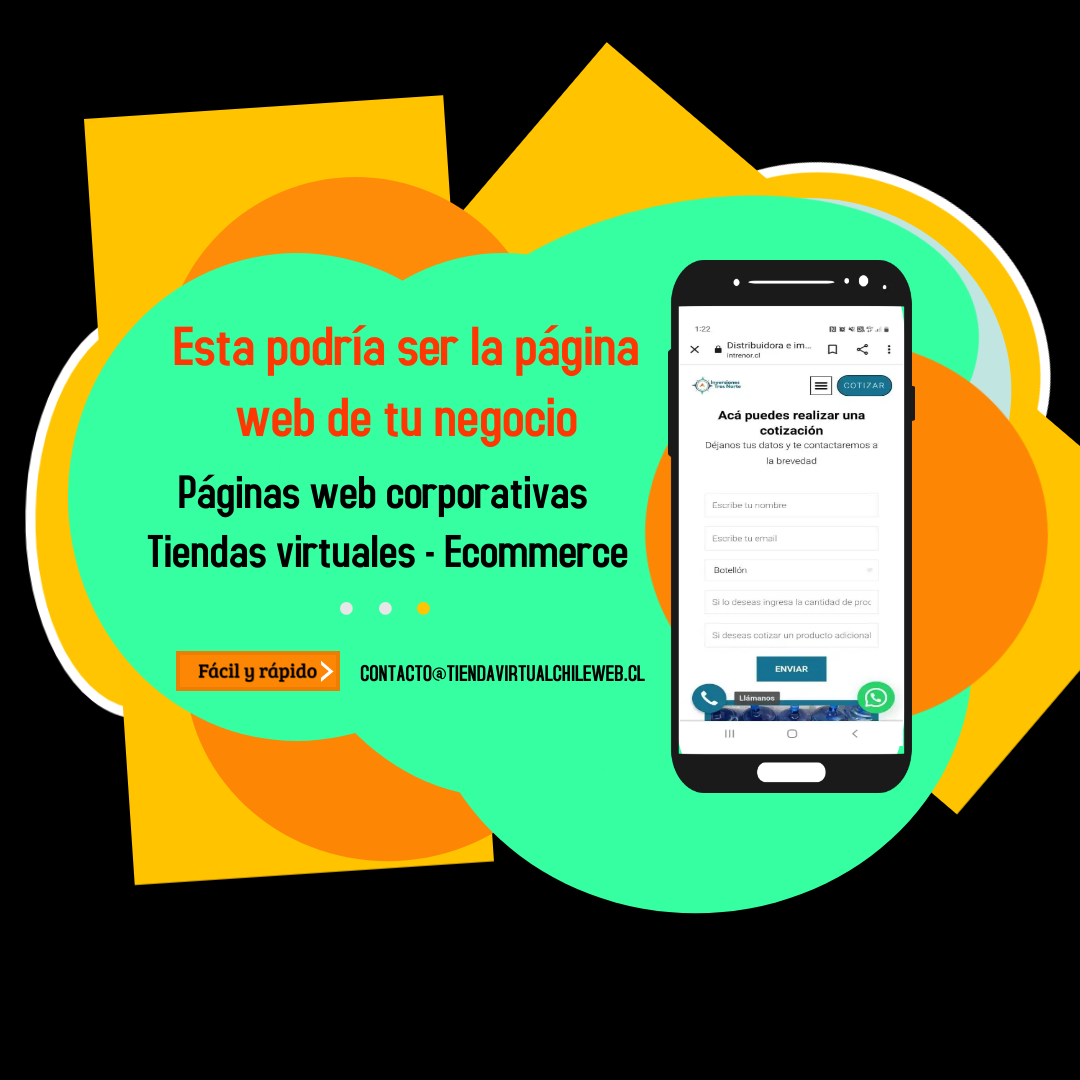 Esta podría ser la página
web de tu negocio
Páginas web corporativas
Tiendas virtuales - Ecommerce
Fácil y rápido
CONTACTO@TIENDAVIRTUALCHILEWEB.CL
1:22
Distribuidora e im...
intrenor.cl
Inversiones
Tres Norte
COTIZAR
Acá puedes realizar una
cotización
Déjanos tus datos y te contactaremos a
la brevedad
Escribe tu nombre
Escribe tu email
Botellón
Si lo deseas ingresa la cantidad de proc
Si deseas cotizar un producto adicional
ENVIAR
Llámanos